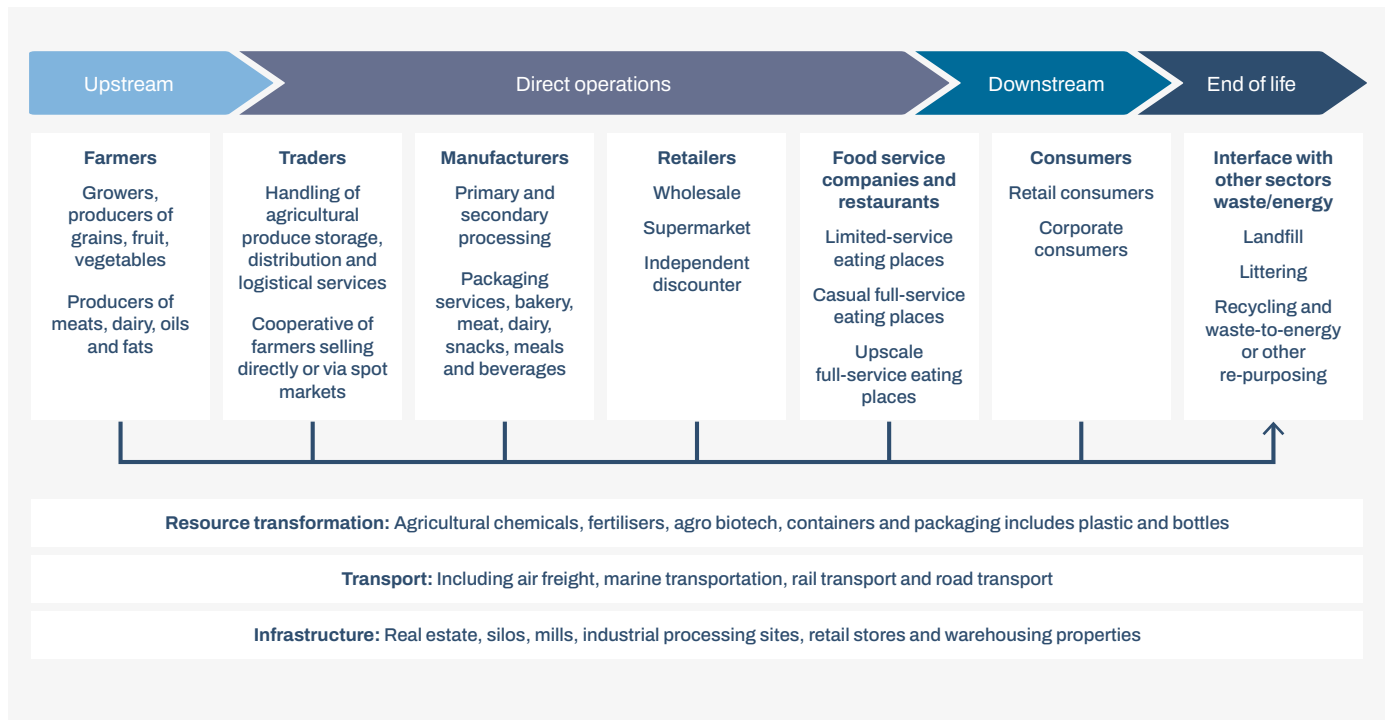 Upstream
Direct operations
Downstream
End of life
Farmers
Growers,
producers of
grains, fruit,
vegetables
Producers of
meats, dairy, oils
and fats
Traders
Handling of
agricultural
produce storage,
distribution and
logistical services
Cooperative of
farmers selling
directly or via spot
markets
Manufacturers
Primary and
secondary
processing
Packaging
services, bakery,
meat, dairy,
snacks, meals
and beverages
Retailers
Wholesale
Supermarket
Independent
discounter
Food service
companies and
restaurants
Limited-service
eating places
Casual full-service
eating places
Upscale
full-service eating
places
Consumers
Retail consumers
Corporate
consumers
Interface with
other sectors
waste/energy
Landfill
Littering
Recycling and
waste-to-energy
or other
re-purposing
Resource transformation: Agricultural chemicals, fertilisers, agro biotech, containers and packaging includes plastic and bottles
Transport: Including air freight, marine transportation, rail transport and road transport
Infrastructure: Real estate, silos, mills, industrial processing sites, retail stores and warehousing properties